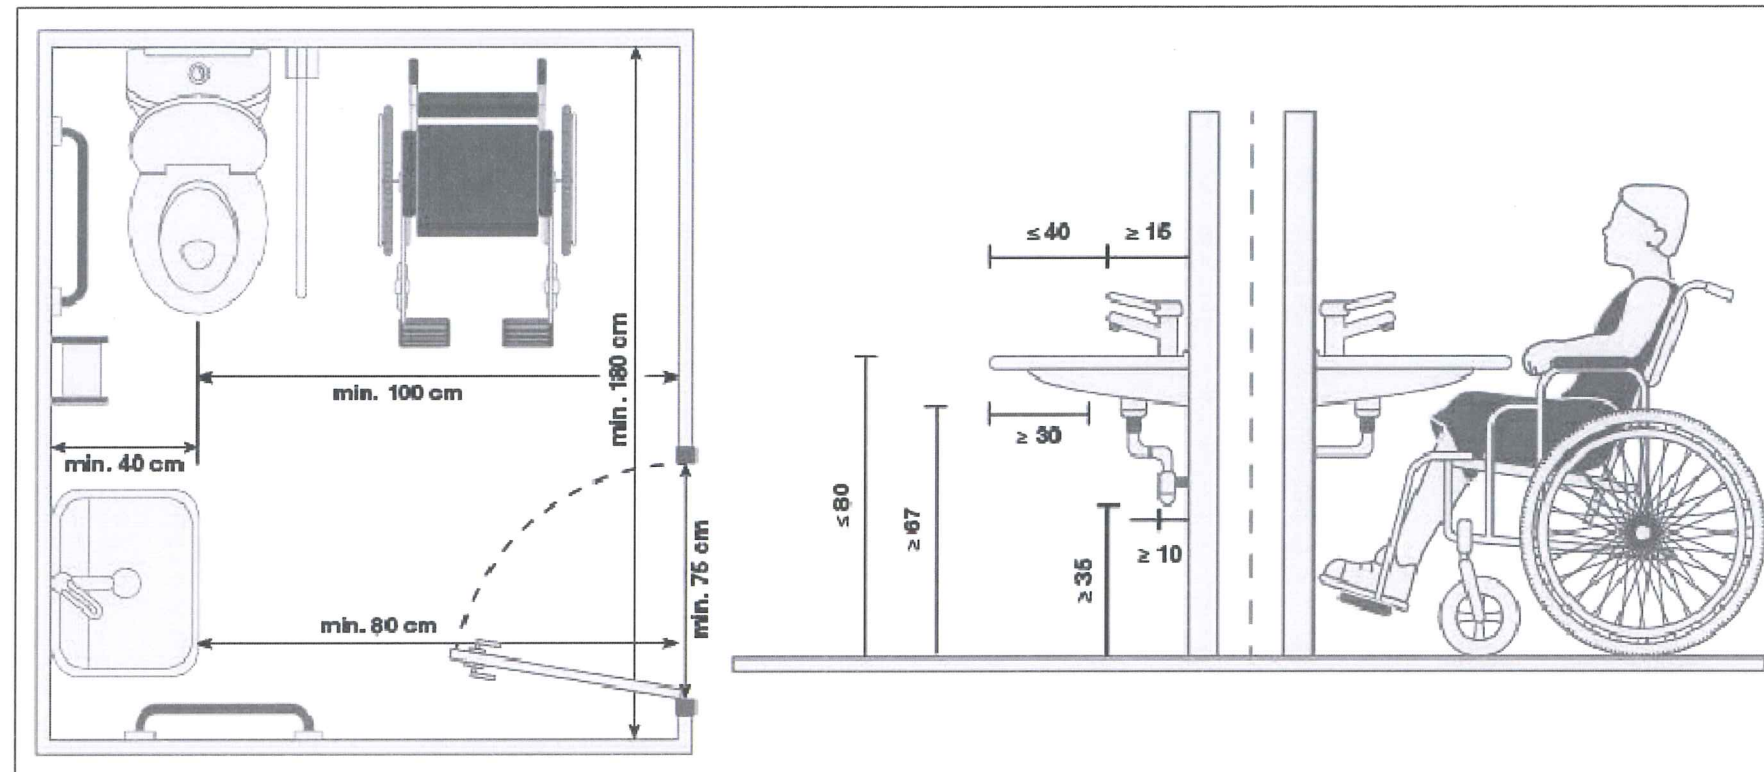 min. 100 cm
min. 180 cm
min. 40 cm
min. 75 cm
min. 80 cm
≤ 40
≥ 15
≥ 30
≤ 80
≥ 67
≥ 35
≥ 10